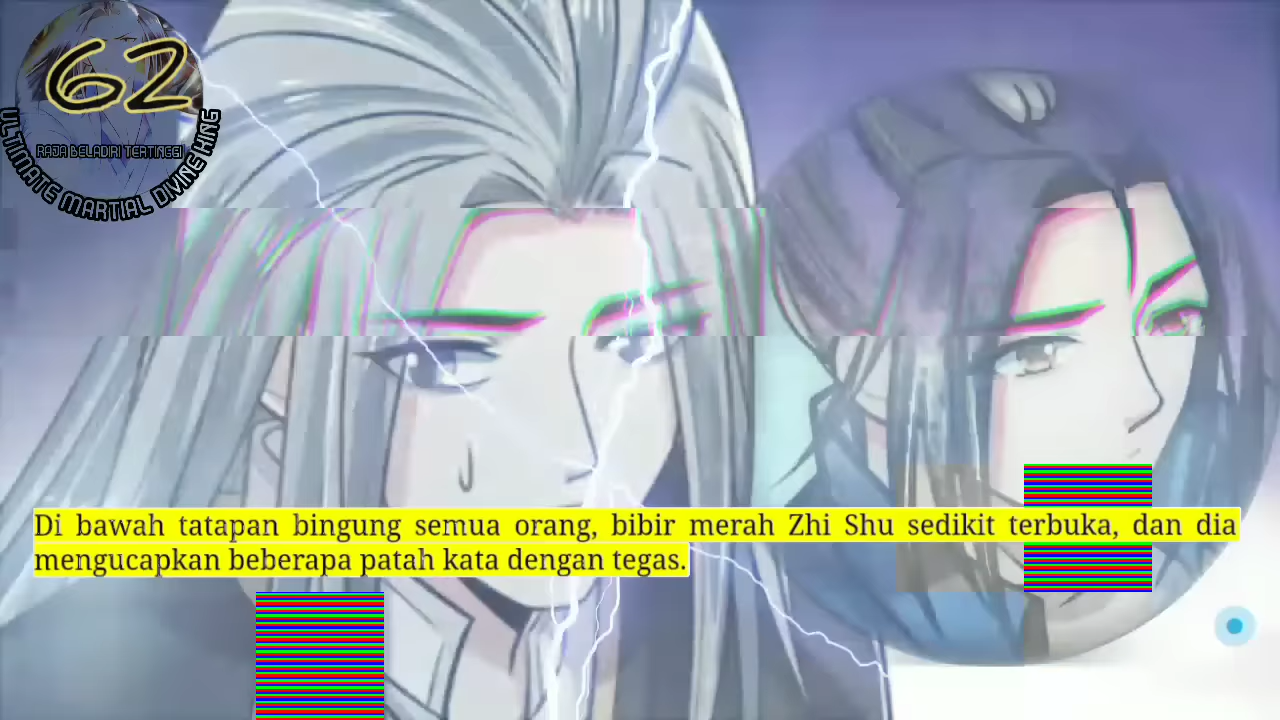 62
RAJA BELADIRI TERTINGGI
ULTIMATE MARTIAL DIVINE KING
Di bawah tatapan bingung semua orang, bibir merah Zhi Shu sedikit terbuka, dan dia
mengucapkan beberapa patah kata dengan tegas.